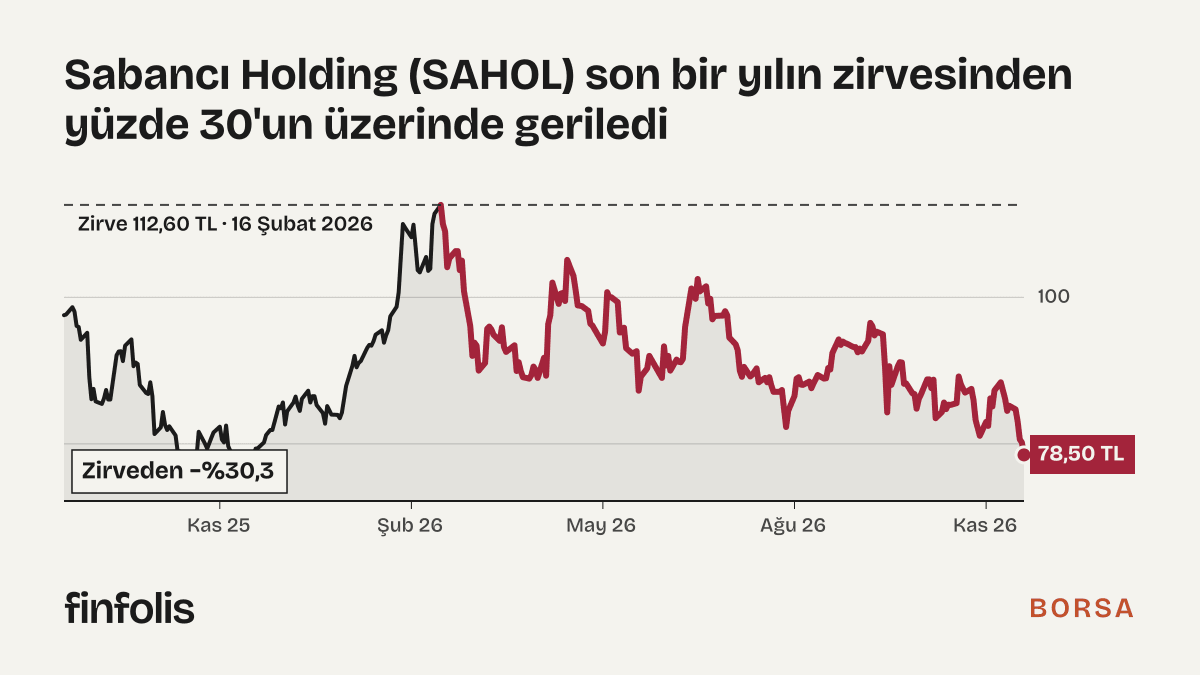 Sabancı Holding (SAHOL) son bir yılın zirvesinden
yüzde 30'un üzerinde geriledi
Zirve 112,60 TL · 16 Şubat 2026
100
78,50 TL
Zirveden −%30,3
Kas 25
Şub 26
May 26
Ağu 26
Kas 26
finfolis
BORSA